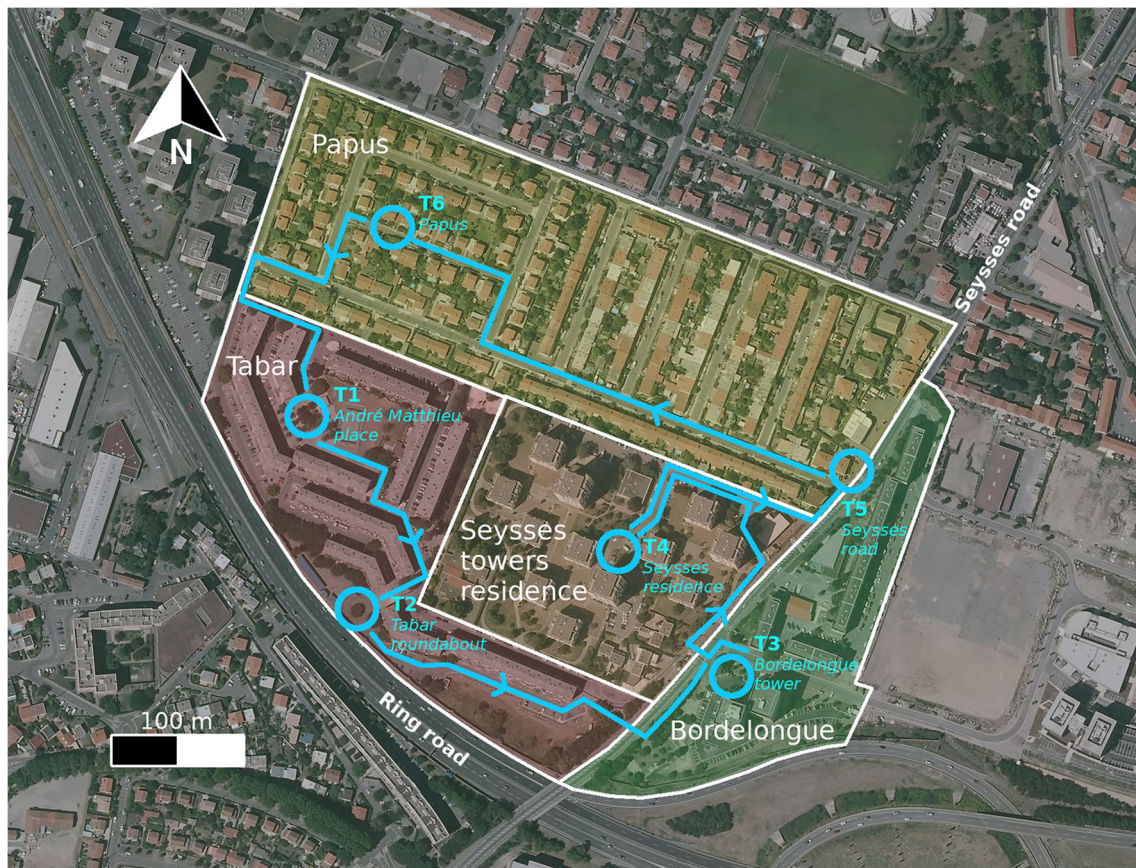 Papus
N
T6
Papus
Seysses road
Tabar
T1
André Matthieu
place
Seysses
towers
residence
T4
Seysses
residence
T5
Seysses
road
T2
Tabar
roundabout
T3
Bordelongue
tower
Ring road
Bordelongue
100 m